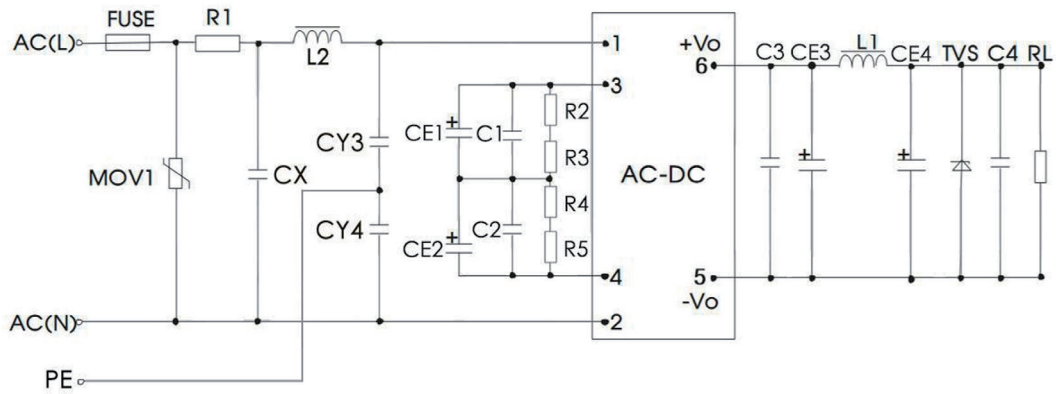 FUSE
R1
AC(L)
L2
1
+Vo
6
C3
CE3
L1
CE4
TVS
C4
RL
3
R2
CE1
+
C1
CY3
R3
AC-DC
+
+
MOV1
CX
R4
CY4
C2
+
CE2
R5
4
5
-Vo
AC(N)
2
PE